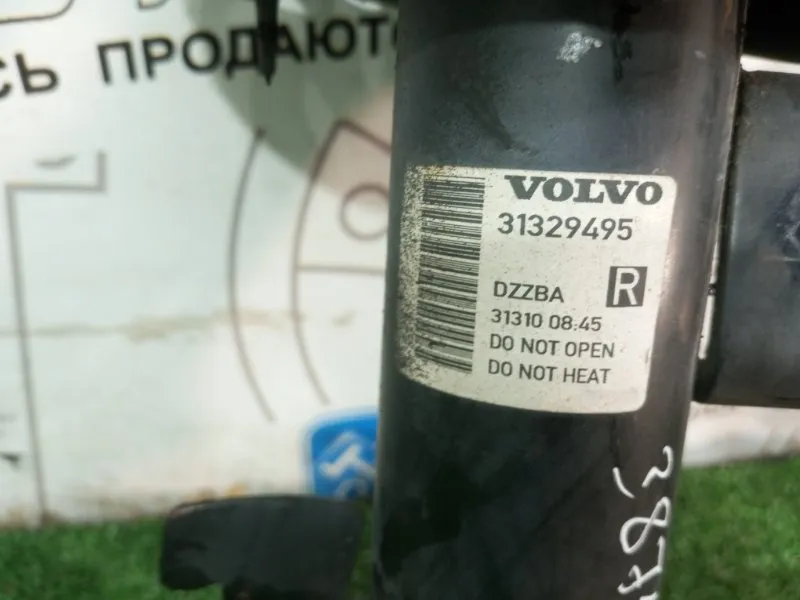 СЬ ПРОДАЮТ
VOLVO
31329495
DZZBA R
31310 08:45
DO NOT OPEN
DO NOT HEAT